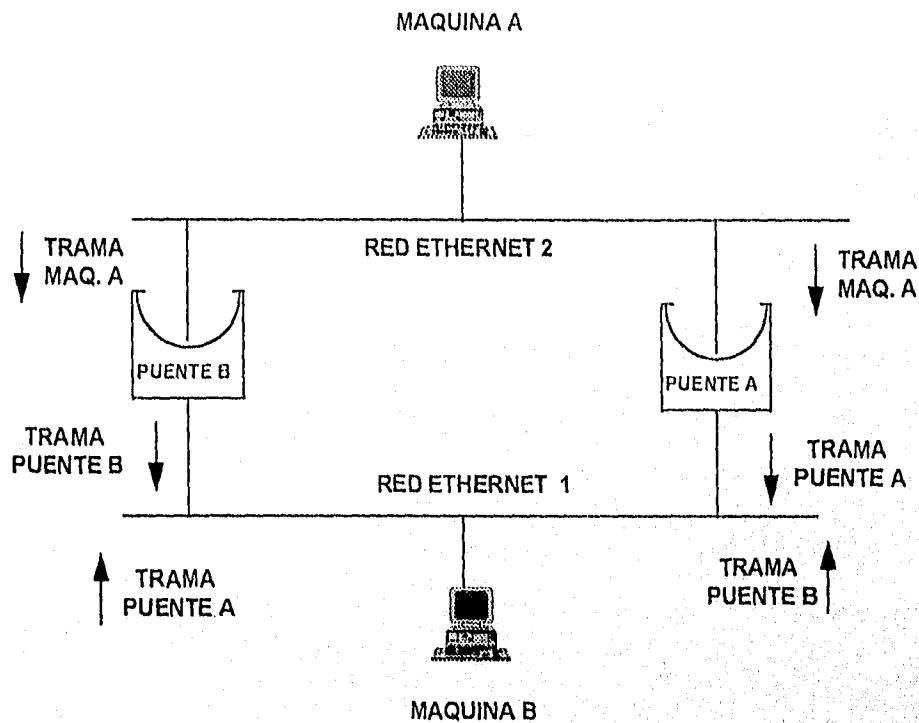 MAQUINA A
RED ETHERNET 2
TRAMA
MAQ. A
TRAMA
MAQ. A
PUENTE B
PUENTE A
TRAMA
PUENTE B
TRAMA
PUENTE A
RED ETHERNET 1
TRAMA
PUENTE A
TRAMA
PUENTE B
MAQUINA B